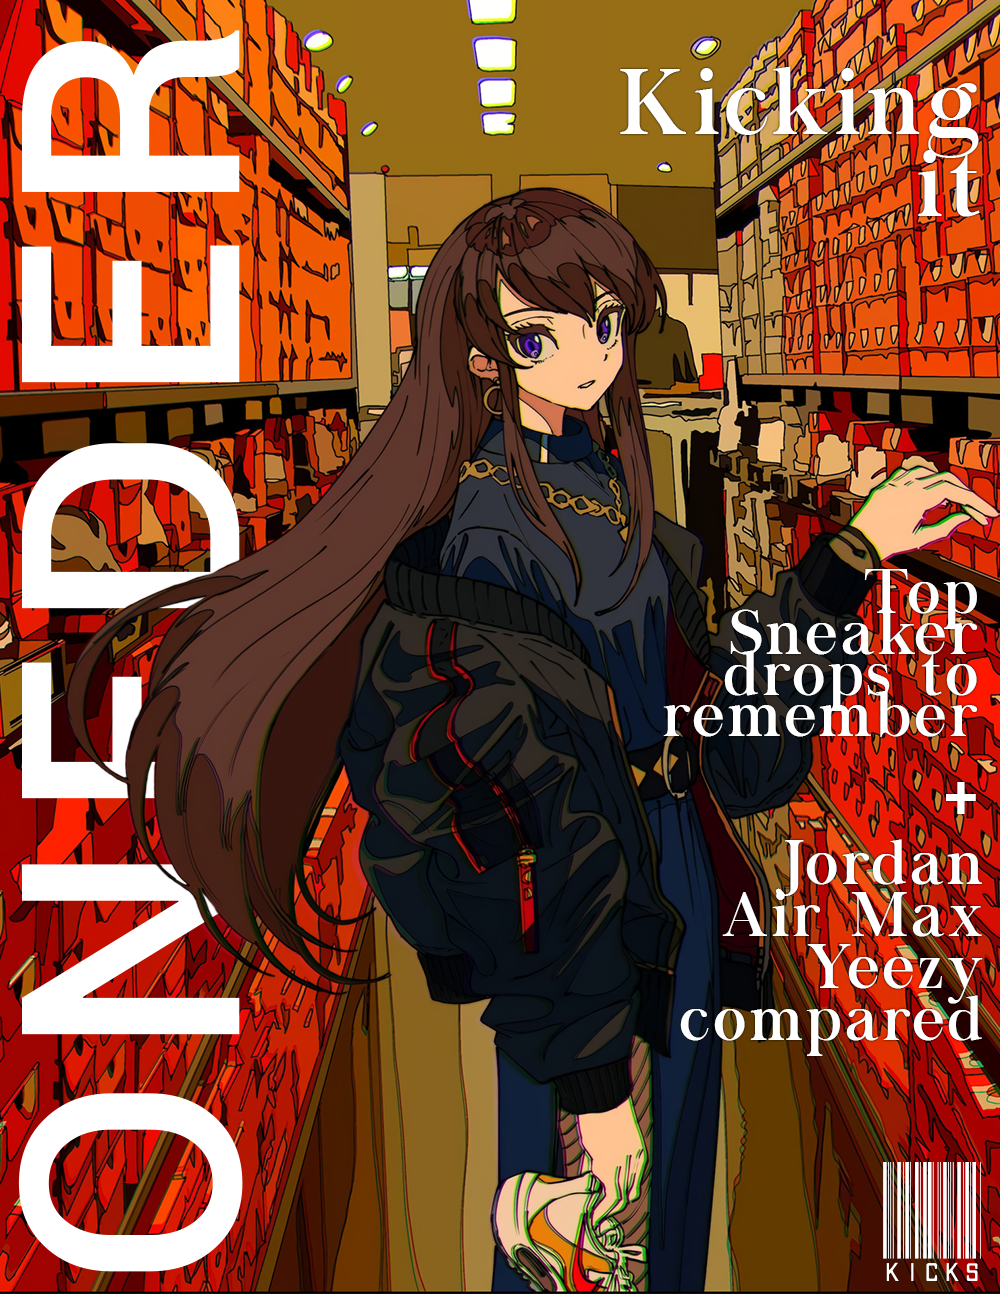 ONEDER
Kicking
it
Top
Sneaker
drops to
remember
+
Jordan
Air Max
Yeezy
compared
KICKS